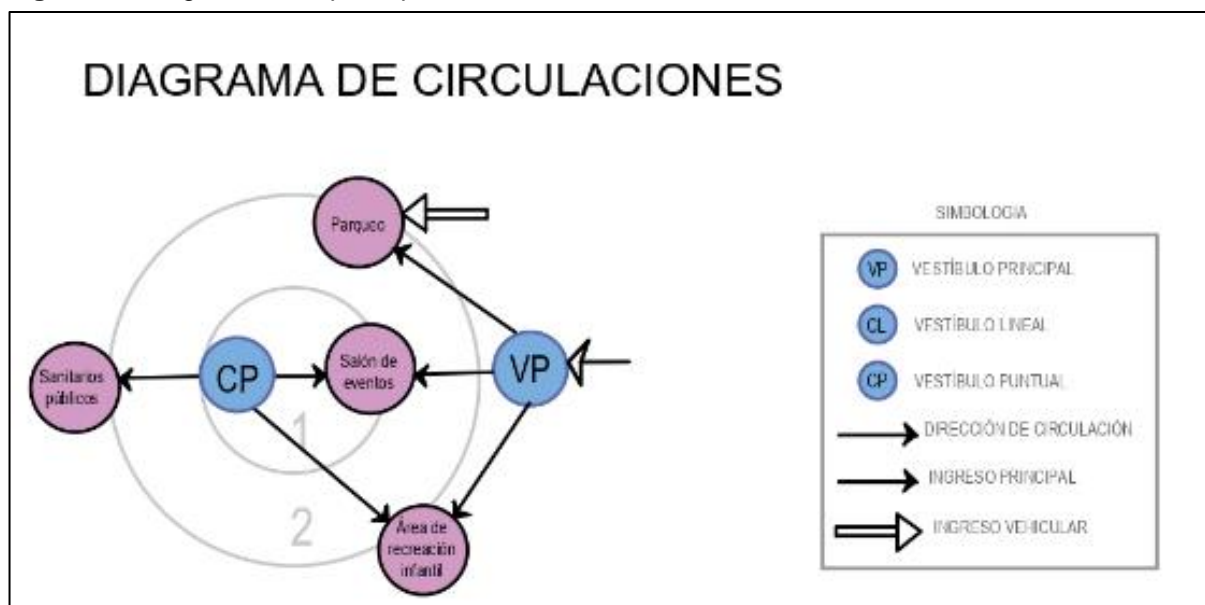 DIAGRAMA DE CIRCULACIONES
Parqueo
SIMBOLOGIA
VP VESTÍBULO PRINCIPAL
CL VESTÍBULO LINEAL
CP VESTÍBULO PUNTUAL
DIRECCIÓN DE CIRCULACIÓN
INGRESO PRINCIPAL
INGRESO VEHICULAR
Sanitarios
públicos
CP
Salón de
eventos
VP
1
2
Área de
recreación
infantil